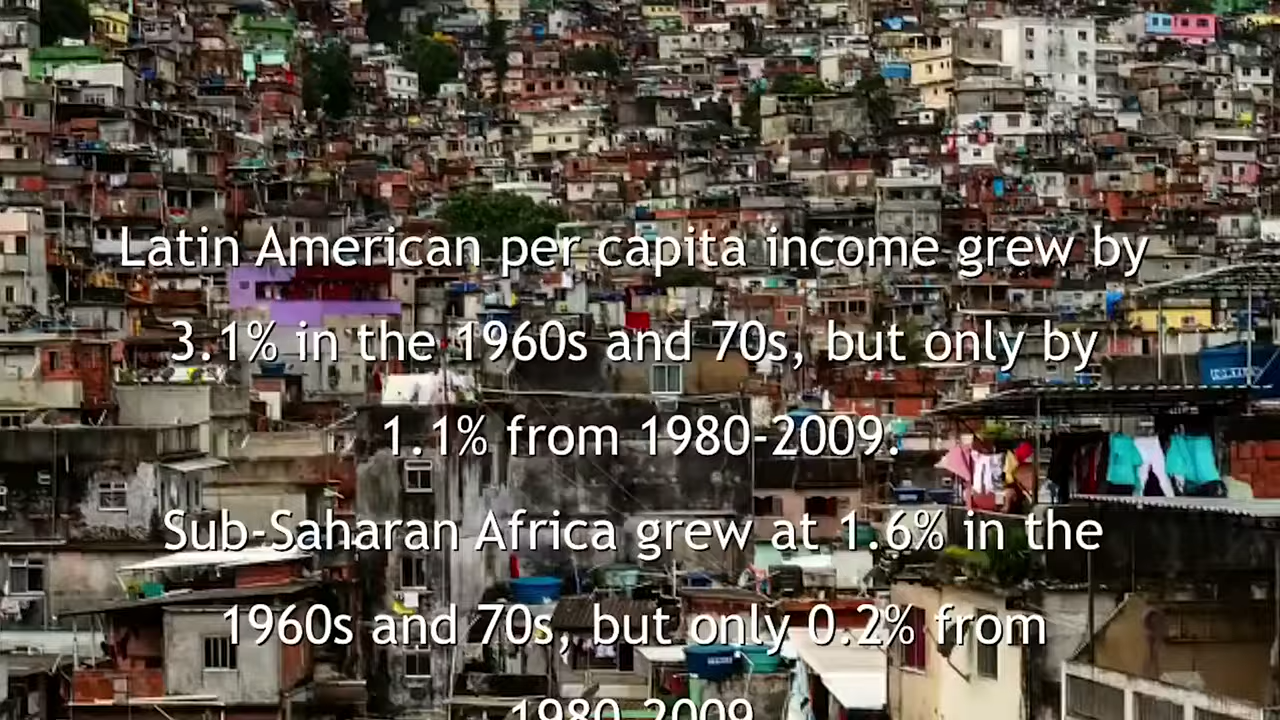 Latin American per capita income grew by
3.1% in the 1960s and 70s, but only by
1.1% from 1980-2009.
Sub-Saharan Africa grew at 1.6% in the
1960s and 70s, but only 0.2% from
1980-2009